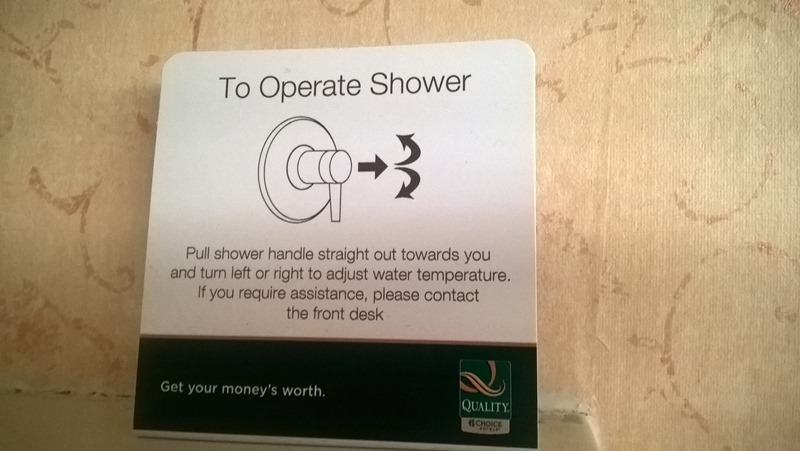 To Operate Shower
Pull shower handle straight out towards you
and turn left or right to adjust water temperature.
If you require assistance, please contact
the front desk
Get your money's worth.
QUALITY
CHOICE
HOTELS